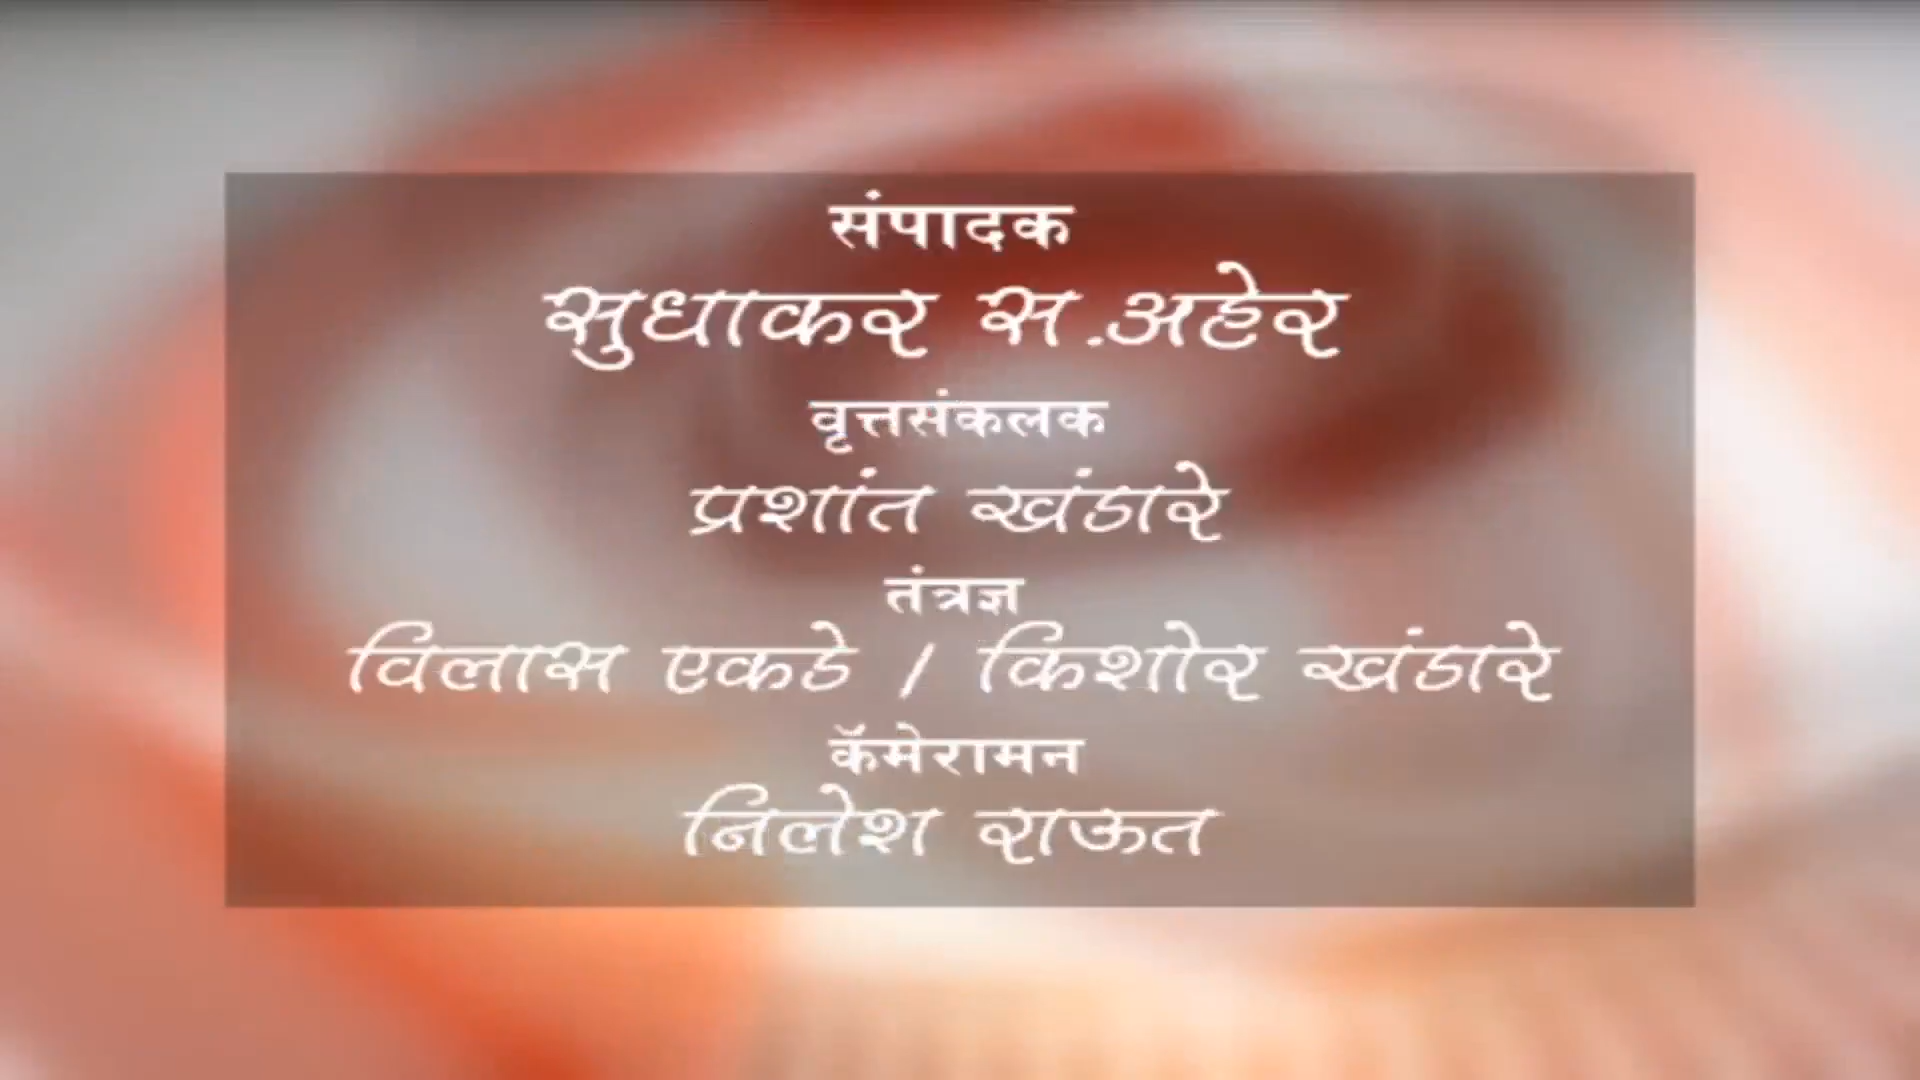 संपादक
सुधाकर स.अहेर
वृत्तसंकलक
प्रशांत खंडारे
तंत्रज्ञ
विलास एकडे / किशोर खंडारे
कॅमेरामन
निलेश राऊत